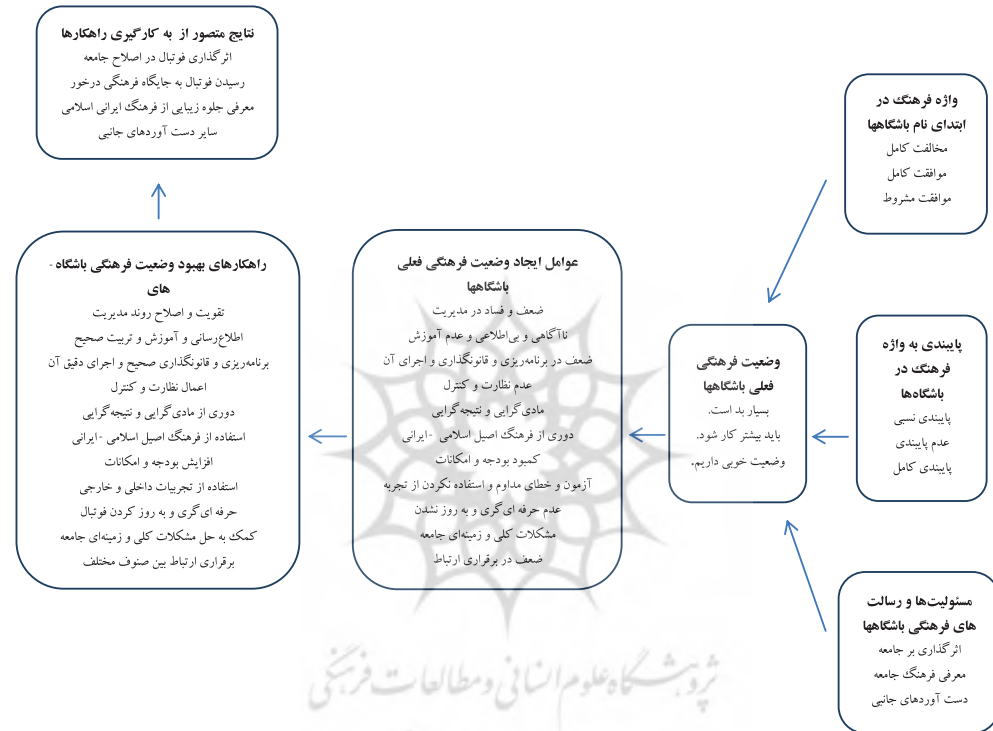 واژه فرهنگ در
ابتدای نام باشگاهها
مخالفت کامل
موافقت کامل
موافقت مشروط
پایبندی به واژه
فرهنگ در
باشگاه‌ها
پایبندی نسبی
عدم پایبندی
پایبندی کامل
مسئولیت‌ها و رسالت
های فرهنگی باشگاهها
اثرگذاری بر جامعه
معرفی فرهنگ جامعه
دست آوردهای جانبی
وضعیت فرهنگی
فعلی باشگاهها
بسیار بد است.
باید بیشتر کار شود.
وضعیت خوبی داریم.
عوامل ایجاد وضعیت فرهنگی فعلی
باشگاهها
ضعف و فساد در مدیریت
ناآگاهی و بی‌اطلاعی و عدم آموزش
ضعف در برنامه‌ریزی و قانونگذاری و اجرای آن
عدم نظارت و کنترل
مادی‌گرایی و نتیجه‌گرایی
دوری از فرهنگ اصیل اسلامی -ایرانی
کمبود بودجه و امکانات
آزمون و خطای مداوم و استفاده نکردن از تجربه
عدم حرفه ای‌گری و به روز نشدن
مشکلات کلی و زمینه‌ای جامعه
ضعف در برقراری ارتباط
راهکارهای بهبود وضعیت فرهنگی باشگاه-
های
تقویت و اصلاح روند مدیریت
اطلاع‌رسانی و آموزش و تربیت صحیح
برنامه‌ریزی و قانونگذاری صحیح و اجرای دقیق آن
اعمال نظارت و کنترل
دوری از مادی‌گرایی و نتیجه‌گرایی
استفاده از فرهنگ اصیل اسلامی -ایرانی
افزایش بودجه و امکانات
استفاده از تجربیات داخلی و خارجی
حرفه ای‌گری و به روز کردن فوتبال
کمک به حل مشکلات کلی و زمینه‌ای جامعه
برقراری ارتباط بین صنوف مختلف
نتایج متصور از به کارگیری راهکارها
اثرگذاری فوتبال در اصلاح جامعه
رسیدن فوتبال به جایگاه فرهنگی درخور
معرفی جلوه زیبایی از فرهنگ ایرانی اسلامی
سایر دست آوردهای جانبی
پژوهشگاه علوم انسانی و مطالعات فرهنگی